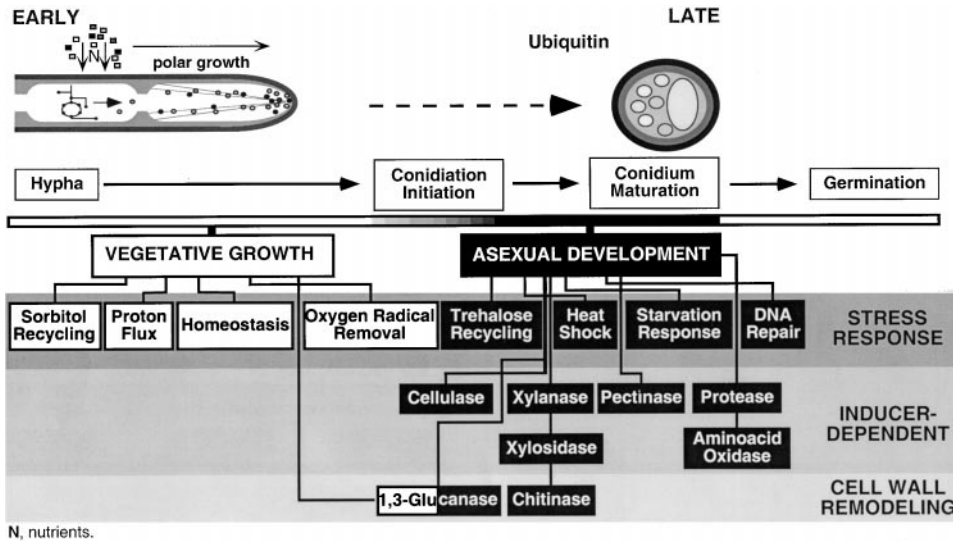 EARLY
LATE
N
polar growth
Ubiquitin
Hypha
Conidiation
Initiation
Conidium
Maturation
Germination
VEGETATIVE GROWTH
ASEXUAL DEVELOPMENT
Sorbitol
Recycling
Proton
Flux
Homeostasis
Oxygen Radical
Removal
Trehalose
Recycling
Heat
Shock
Starvation
Response
DNA
Repair
STRESS
RESPONSE
Cellulase
Xylanase
Pectinase
Protease
Xylosidase
Aminoacid
Oxidase
INDUCER-
DEPENDENT
1,3-Glucanase
Chitinase
CELL WALL
REMODELING
N, nutrients.